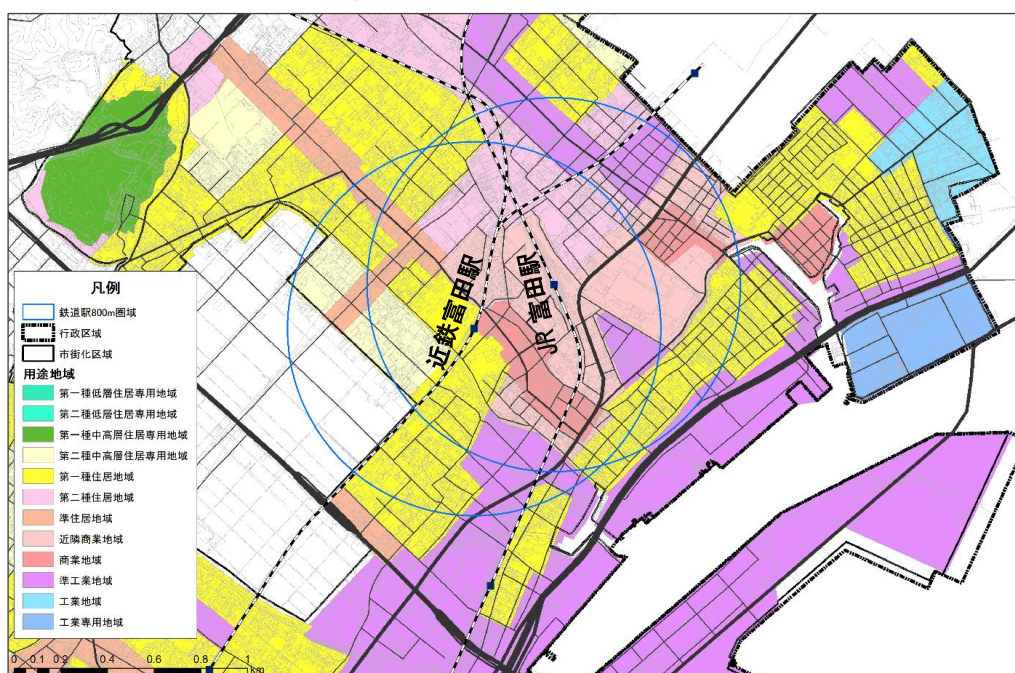 近鉄富田駅
JR 富田駅
凡例
鉄道駅800m圏域
行政区域
市街化区域
用途地域
第一種低層住居専用地域
第二種低層住居専用地域
第一種中高層住居専用地域
第二種中高層住居専用地域
第一種住居地域
第二種住居地域
準住居地域
近隣商業地域
商業地域
準工業地域
工業地域
工業専用地域
0 0.1 0.2 0.4 0.6 0.8 1
km